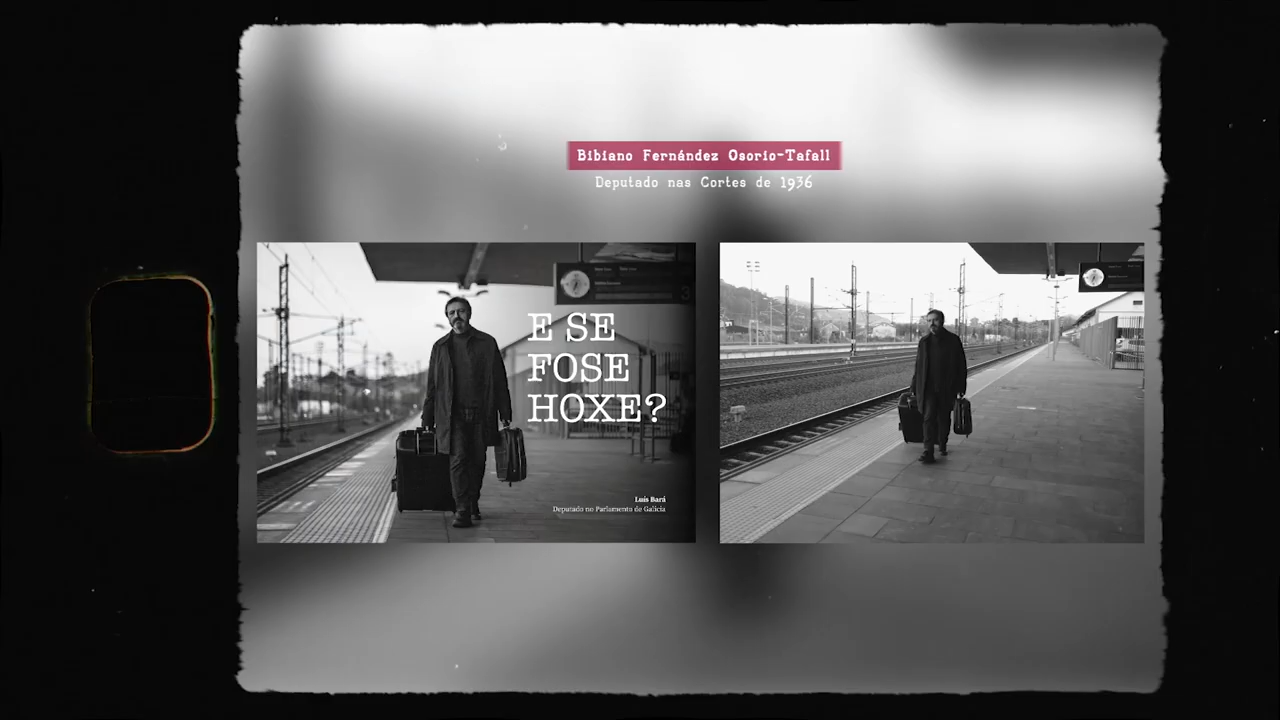 Bibiano Fernández Osorio-Tafall
Deputado nas Cortes de 1936
E SE
FOSE
HOXE?
Luís Bará
Deputado no Parlamento de Galicia